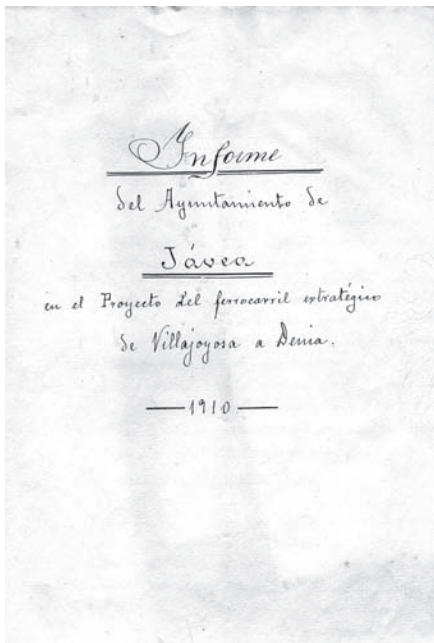 Informe
del Ayuntamiento de
Jávea
en el Proyecto del ferrocarril estratégico
de Villajoyosa a Denia.
—1910—